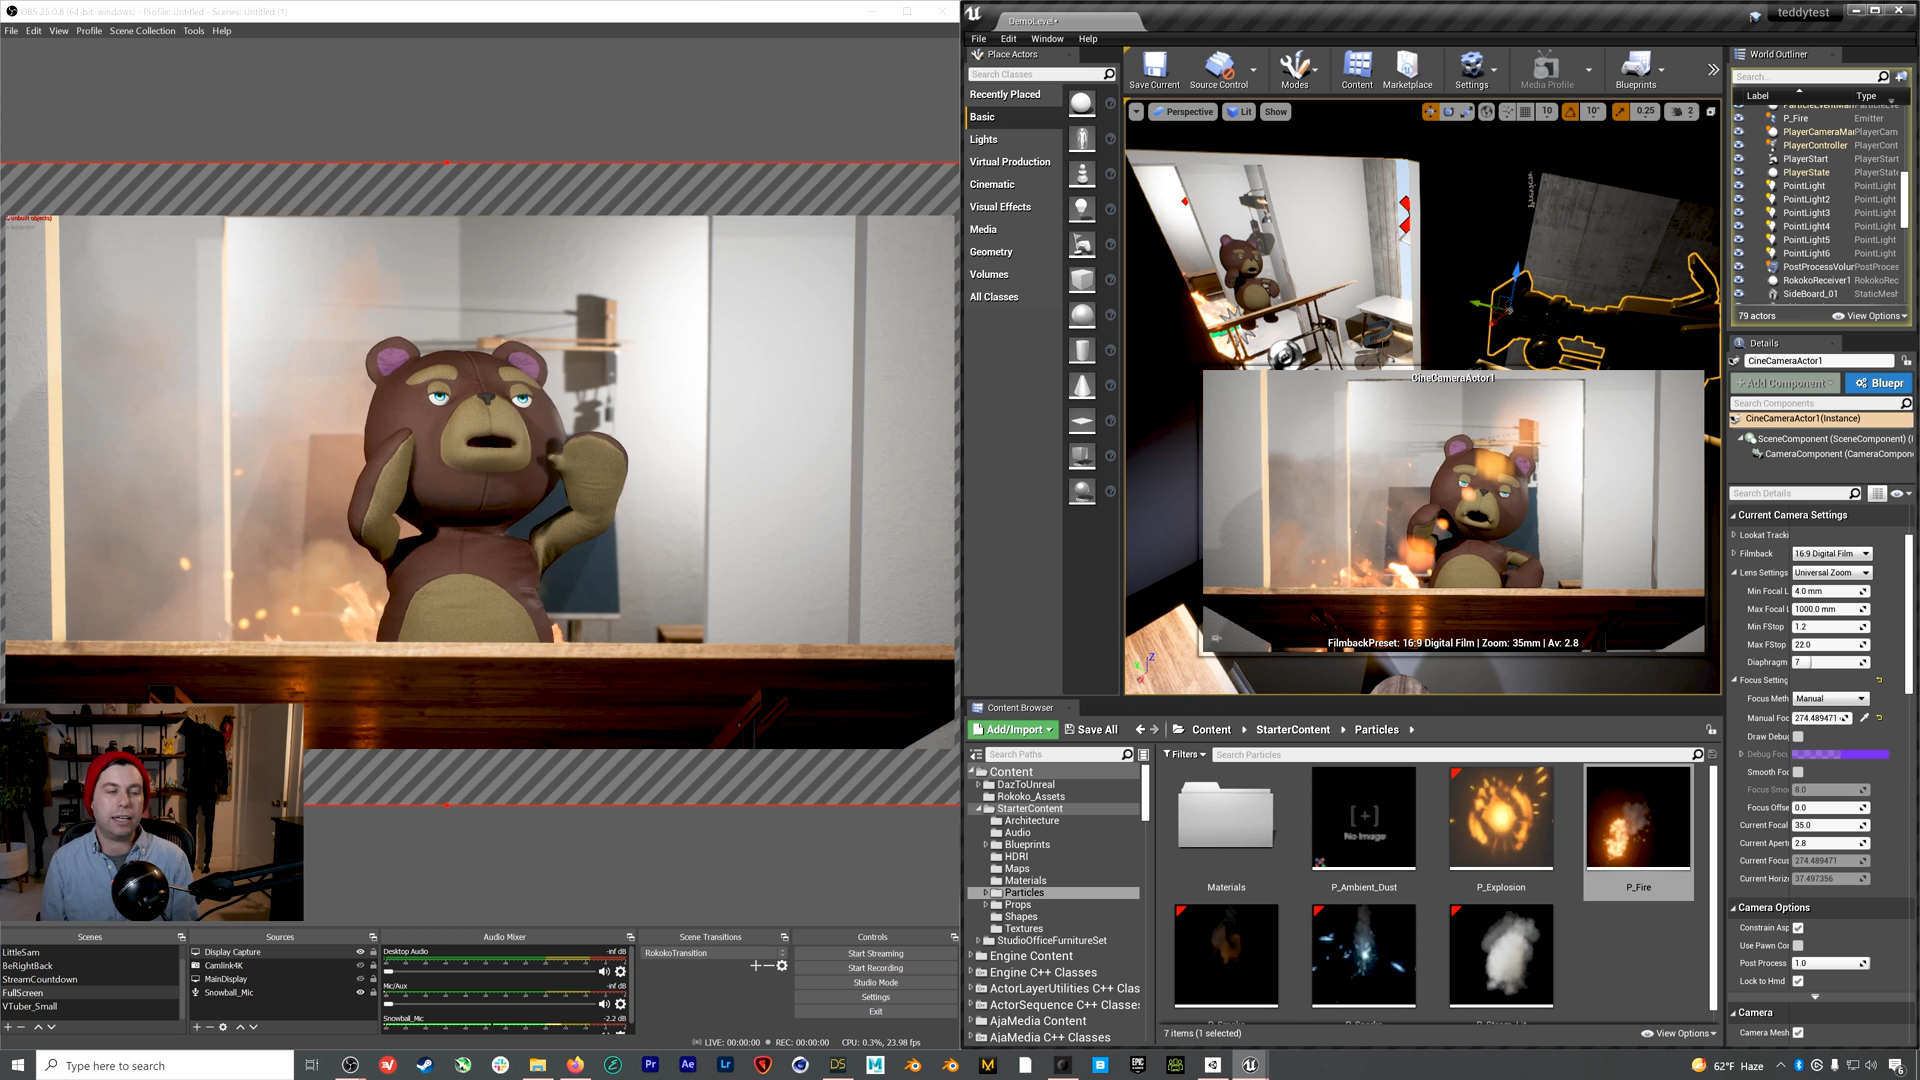 OBS 25.0.8 (64-bit, windows) - Profile: Untitled - Scenes: Untitled (1)
File Edit View Profile Scene Collection Tools Help
Scenes
LittleSam
BeRightBack
StreamCountdown
FullScreen
VTuber_Small
Sources
Display Capture
Camlink4K
MainDisplay
Snowball_Mic
Audio Mixer
Desktop Audio -inf dB
Mic/Aux -inf dB
Snowball_Mic -2.2 dB
Scene Transitions
RokokoTransition
Controls
Start Streaming
Start Recording
Studio Mode
Settings
Exit
LIVE: 00:00:00 REC: 00:00:00 CPU: 0.3%, 23.98 fps
DemoLevel•
teddytest
File Edit Window Help
Place Actors
Search Classes
Recently Placed
Basic
Lights
Virtual Production
Cinematic
Visual Effects
Media
Geometry
Volumes
All Classes
Save Current Source Control Modes Content Marketplace Settings Media Profile Blueprints
Perspective Lit Show 10 10° 0.25 2
CineCameraActor1
FilmbackPreset: 16:9 Digital Film | Zoom: 35mm | Av: 2.8
World Outliner
Search...
Label Type
P_Fire Emitter
PlayerCameraMa PlayerCam
PlayerController PlayerCont
PlayerStart PlayerStart
PlayerState PlayerState
PointLight PointLight
PointLight2 PointLight
PointLight3 PointLight
PointLight4 PointLight
PointLight5 PointLight
PointLight6 PointLight
PostProcessVolu PostProces
RokokoReceiver1 RokokoRec
SideBoard_01 StaticMesh
79 actors View Options
Details
CineCameraActor1
+Add Component Bluepr
Search Components
CineCameraActor1(Instance)
SceneComponent (SceneComponent) (I
CameraComponent (CameraCompon
Search Details
Current Camera Settings
Lookat Tracki
Filmback 16:9 Digital Film
Lens Settings Universal Zoom
Min Focal L 4.0 mm
Max Focal L 1000.0 mm
Min FStop 1.2
Max FStop 22.0
Diaphragm 7
Focus Setting
Focus Meth Manual
Manual Foc 274.489471
Draw Debug
Debug Focu
Smooth Foc
Focus Smo 8.0
Focus Offse 0.0
Current Focal 35.0
Current Apert 2.8
Current Focus 274.489471
Current Horiz 37.497356
Camera Options
Constrain Asp
Use Pawn Cor
Post Process 1.0
Lock to Hmd
Camera
Camera Mesh
Content Browser
Add/Import Save All Content StarterContent Particles
Search Paths
Filters Search Particles
Content
DazToUnreal
Rokoko_Assets
StarterContent
Architecture
Audio
Blueprints
HDRI
Maps
Materials
Particles
Props
Shapes
Textures
StudioOfficeFurnitureSet
Engine Content
Engine C++ Classes
ActorLayerUtilities C++ Clas
ActorSequence C++ Classes
AjaMedia Content
AjaMedia C++ Classes
No Image
Materials P_Ambient_Dust P_Explosion P_Fire
7 items (1 selected) View Options
Type here to search
62°F Haze